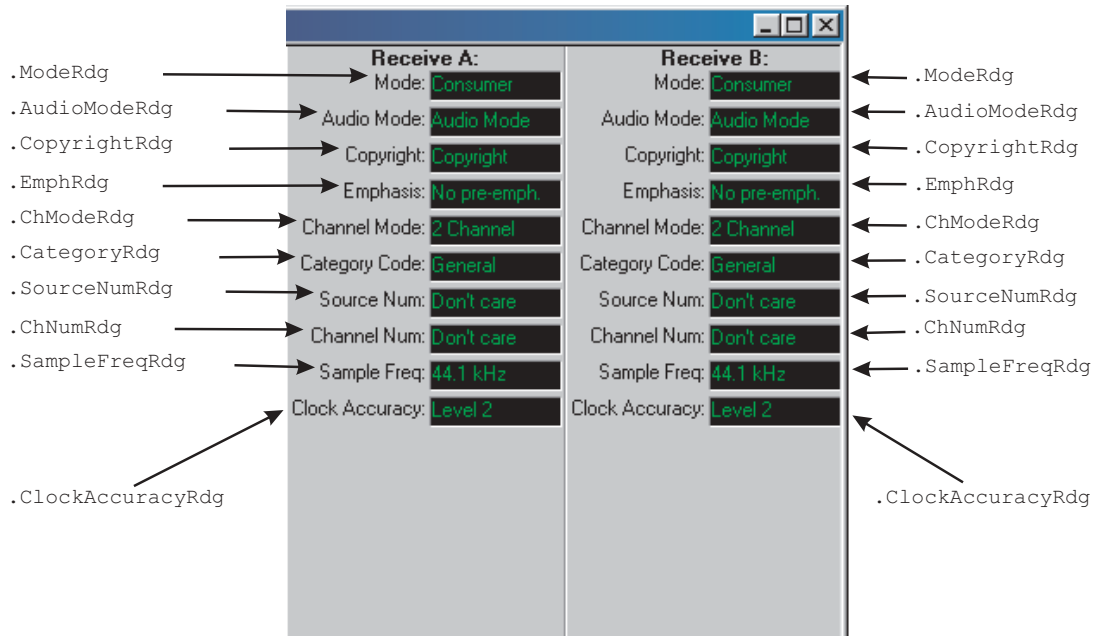 Receive A: Receive B:
.ModeRdg Mode: Consumer Mode: Consumer .ModeRdg
.AudioModeRdg Audio Mode: Audio Mode Audio Mode: Audio Mode .AudioModeRdg
.CopyrightRdg Copyright: Copyright Copyright: Copyright .CopyrightRdg
.EmphRdg Emphasis: No pre-emph. Emphasis: No pre-emph. .EmphRdg
.ChModeRdg Channel Mode: 2 Channel Channel Mode: 2 Channel .ChModeRdg
.CategoryRdg Category Code: General Category Code: General .CategoryRdg
.SourceNumRdg Source Num: Don't care Source Num: Don't care .SourceNumRdg
.ChNumRdg Channel Num: Don't care Channel Num: Don't care .ChNumRdg
.SampleFreqRdg Sample Freq: 44.1 kHz Sample Freq: 44.1 kHz .SampleFreqRdg
Clock Accuracy: Level 2 Clock Accuracy: Level 2
.ClockAccuracyRdg .ClockAccuracyRdg